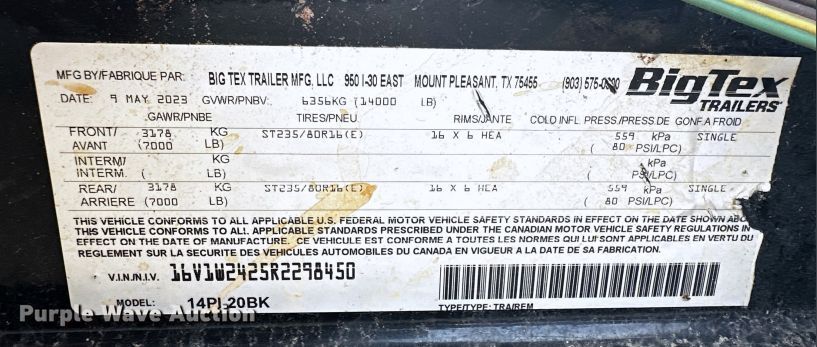 MFG BY/FABRIQUE PAR: BIG TEX TRAILER MFG, LLC 950 I-30 EAST MOUNT PLEASANT, TX 75455 (903) 575-0300
BigTex
TRAILERS
DATE: 9 MAY 2023 GVWR/PNBV: 6356KG (14000 LB)
GAWR/PNBE TIRES/PNEU. RIMS/JANTE COLD INFL. PRESS/PRESS.DE GONF.A FROID
FRONT/ 3178 KG ST235/80R16(E) 16 X 6 HEA 559 kPa SINGLE
AVANT (7000 LB) ( 80 PSI/LPC)
INTERM/ KG kPa
INTERM. ( LB) ( PSI/LPC)
REAR/ 3178 KG ST235/80R16(E) 16 X 6 HEA 559 kPa SINGLE
ARRIERE (7000 LB) ( 80 PSI/LPC)
THIS VEHICLE CONFORMS TO ALL APPLICABLE U.S. FEDERAL MOTOR VEHICLE SAFETY STANDARDS IN EFFECT ON THE DATE SHOWN ABO
THIS VEHICLE CONFORMS TO ALL APPLICABLE STANDARDS PRESCRIBED UNDER THE CANADIAN MOTOR VEHICLE SAFETY REGULATIONS IN
EFFECT ON THE DATE OF MANUFACTURE. CE VEHICULE EST CONFORME A TOUTES LES NORMES QUI LUI SONT APPLICABLES EN VERTU DU
REGLEMENT SUR LA SECURITE DES VEHICULES AUTOMOBILES DU CANADA EN VIGUEUR A LA DATE DE SA FABRICATION.
V.I.N./N.I.V. 16V1W2425R2298450
MODEL: 14PJ-20BK
TYPE/TYPE: TRA/REM
Purple Wave Auction